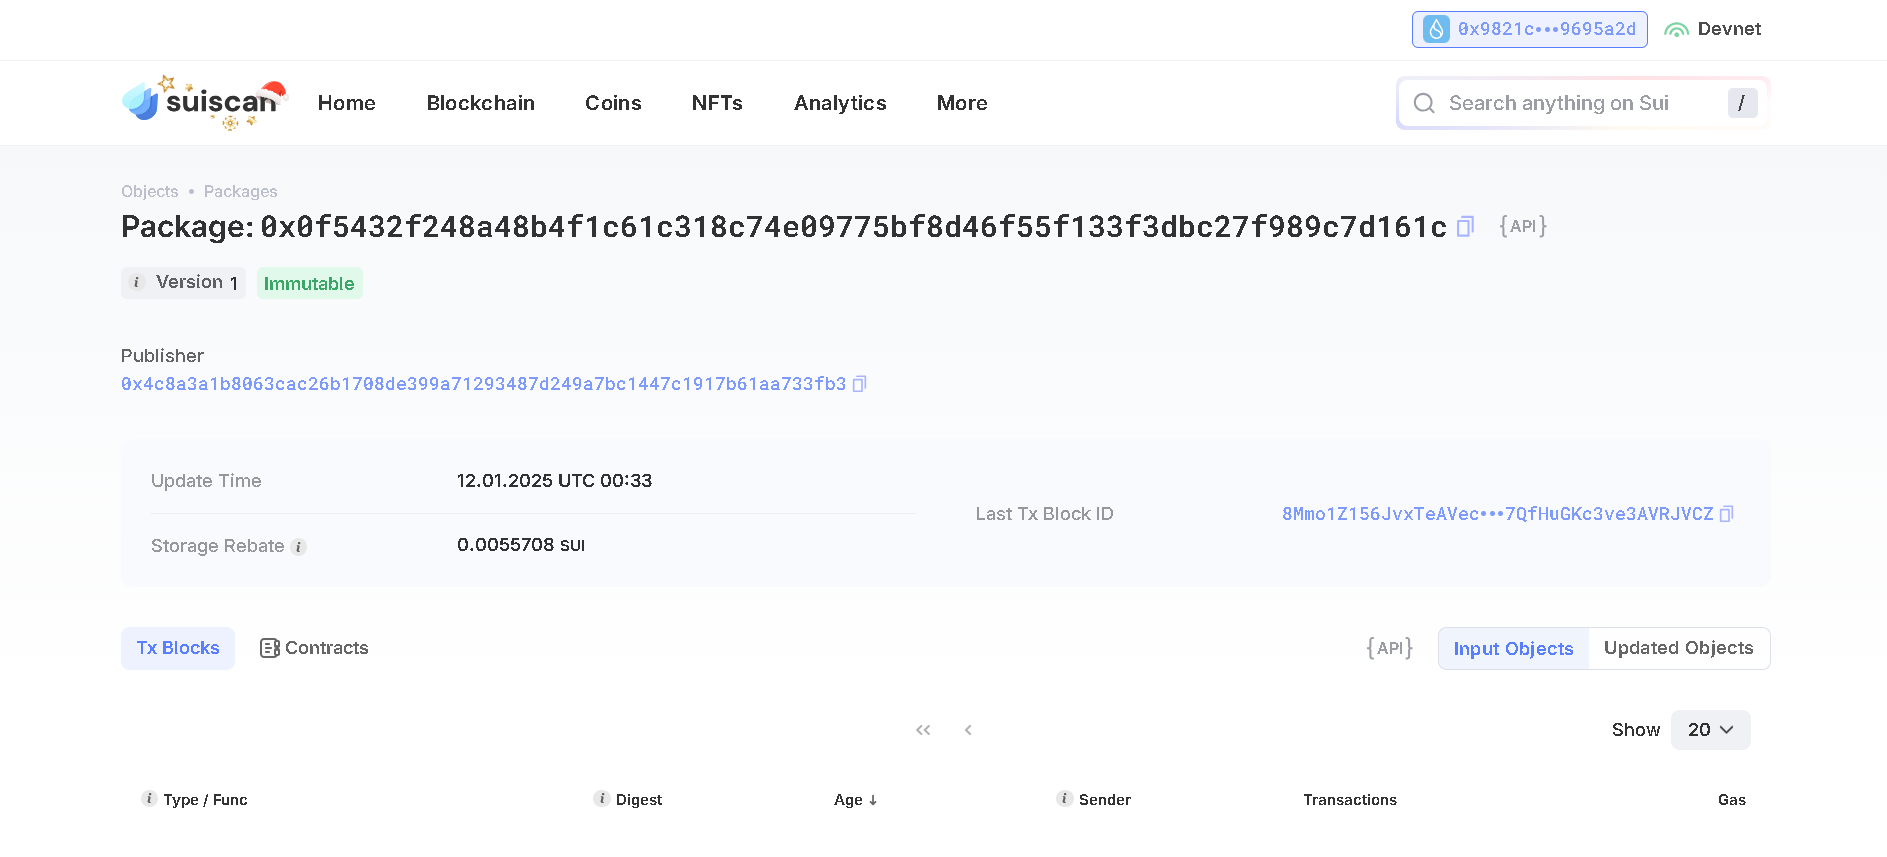 0x9821c•••9695a2d Devnet
suiscan Home Blockchain Coins NFTs Analytics More Search anything on Sui /
Objects • Packages
Package: 0x0f5432f248a48b4f1c61c318c74e09775bf8d46f55f133f3dbc27f989c7d161c {API}
i Version 1 Immutable
Publisher
0x4c8a3a1b8063cac26b1708de399a71293487d249a7bc1447c1917b61aa733fb3
Update Time 12.01.2025 UTC 00:33
Last Tx Block ID 8Mmo1Z156JvxTeAVec•••7QfHuGKc3ve3AVRJVCZ
Storage Rebate i 0.0055708 SUI
Tx Blocks Contracts {API} Input Objects Updated Objects
« ‹ Show 20
i Type / Func i Digest Age ↓ i Sender Transactions Gas